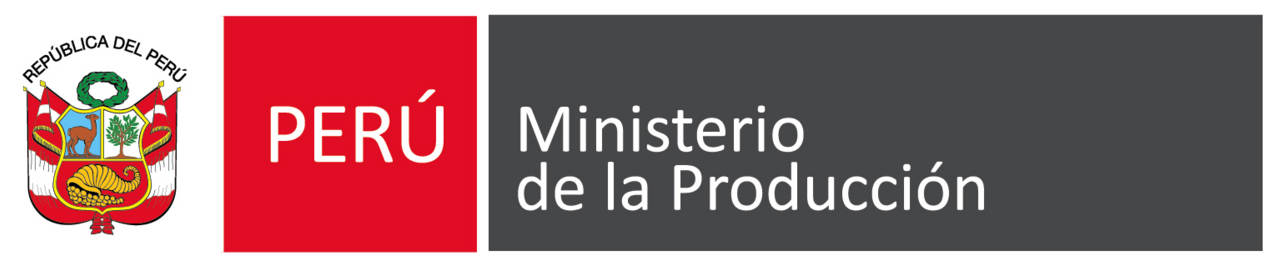 REPÚBLICA DEL PERÚ
PERÚ
Ministerio
de la Producción